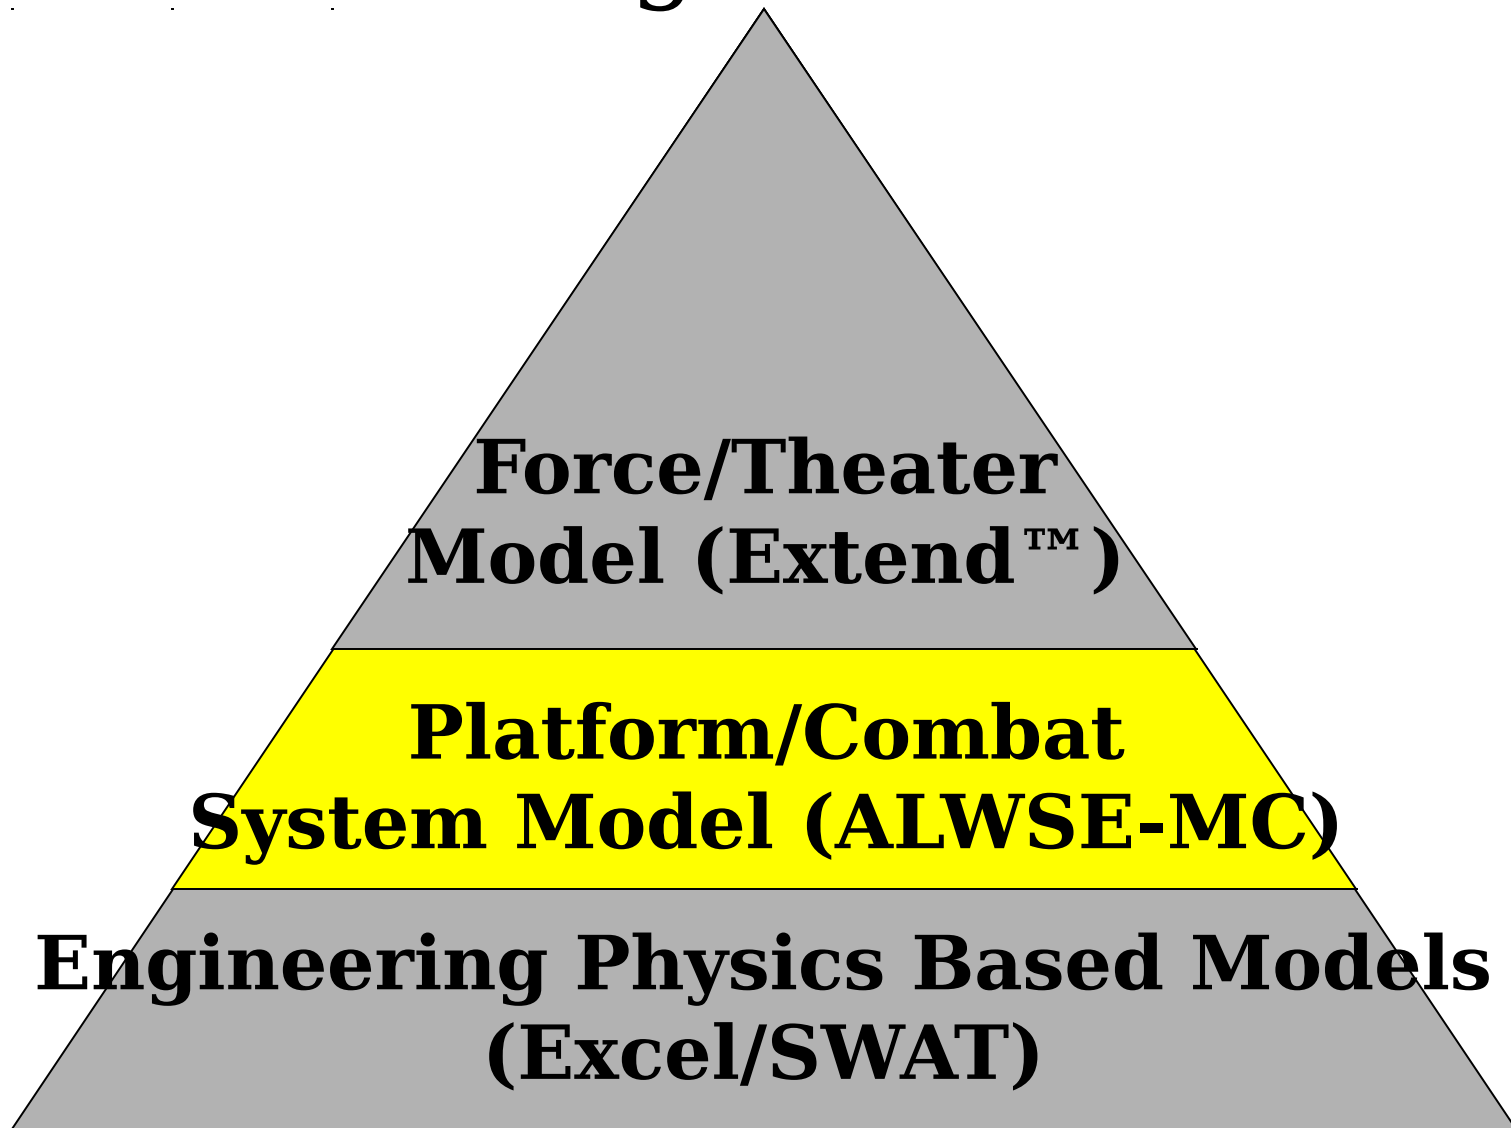 Force/Theater
Model (Extend™)
Platform/Combat
System Model (ALWSE-MC)
Engineering Physics Based Models
(Excel/SWAT)